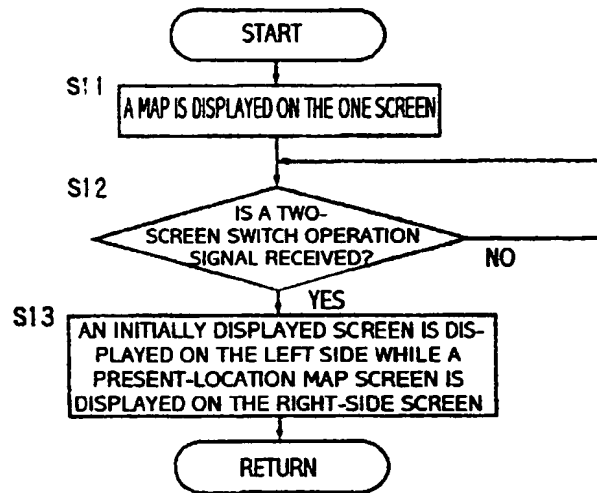 START
S11
A MAP IS DISPLAYED ON THE ONE SCREEN
S12
IS A TWO-
SCREEN SWITCH OPERATION
SIGNAL RECEIVED?
NO
YES
S13
AN INITIALLY DISPLAYED SCREEN IS DIS-
PLAYED ON THE LEFT SIDE WHILE A
PRESENT-LOCATION MAP SCREEN IS
DISPLAYED ON THE RIGHT-SIDE SCREEN
RETURN